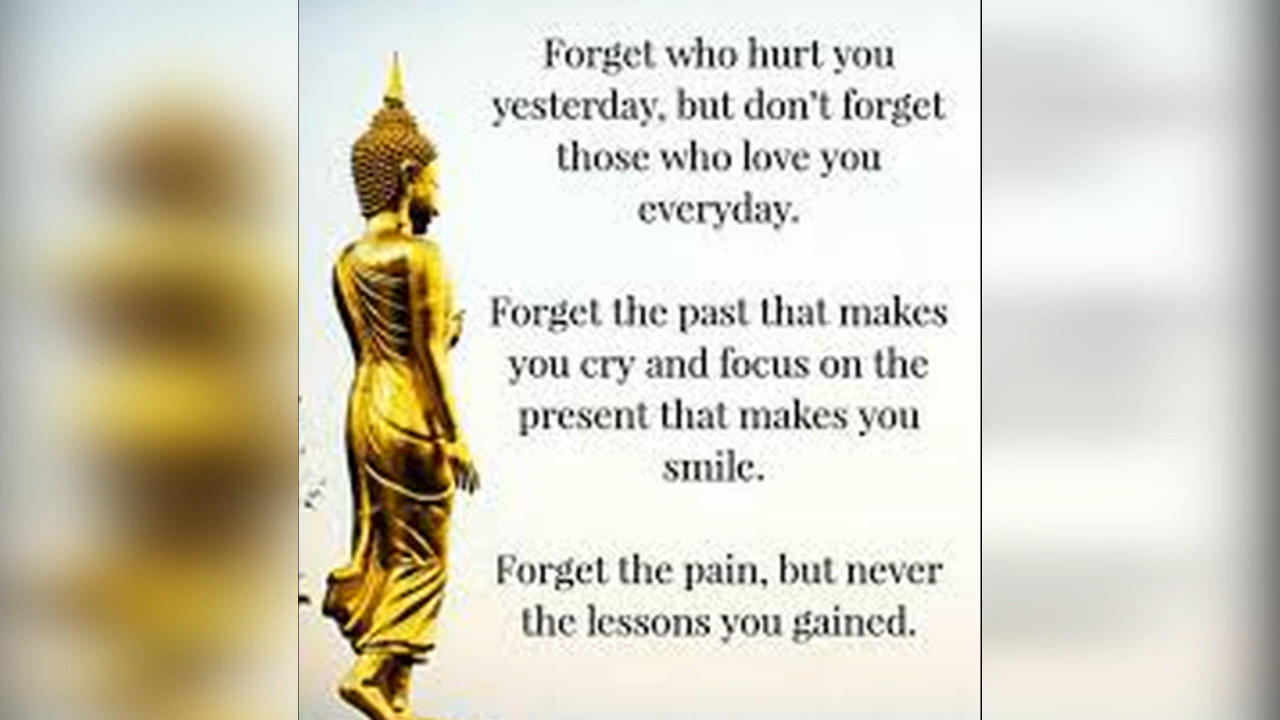 Forget who hurt you
yesterday, but don't forget
those who love you
everyday.
Forget the past that makes
you cry and focus on the
present that makes you
smile.
Forget the pain, but never
the lessons you gained.